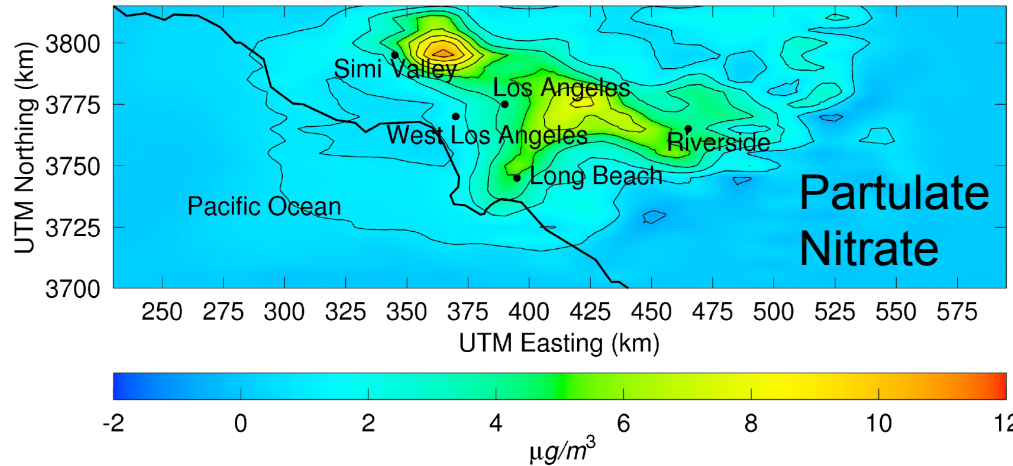 3800
3775
3750
3725
3700
UTM Northing (km)
Simi Valley
Los Angeles
West Los Angeles
Riverside
Long Beach
Pacific Ocean
Partulate
Nitrate
250 275 300 325 350 375 400 425 450 475 500 525 550 575
UTM Easting (km)
-2 0 2 4 6 8 10 12
μg/m³